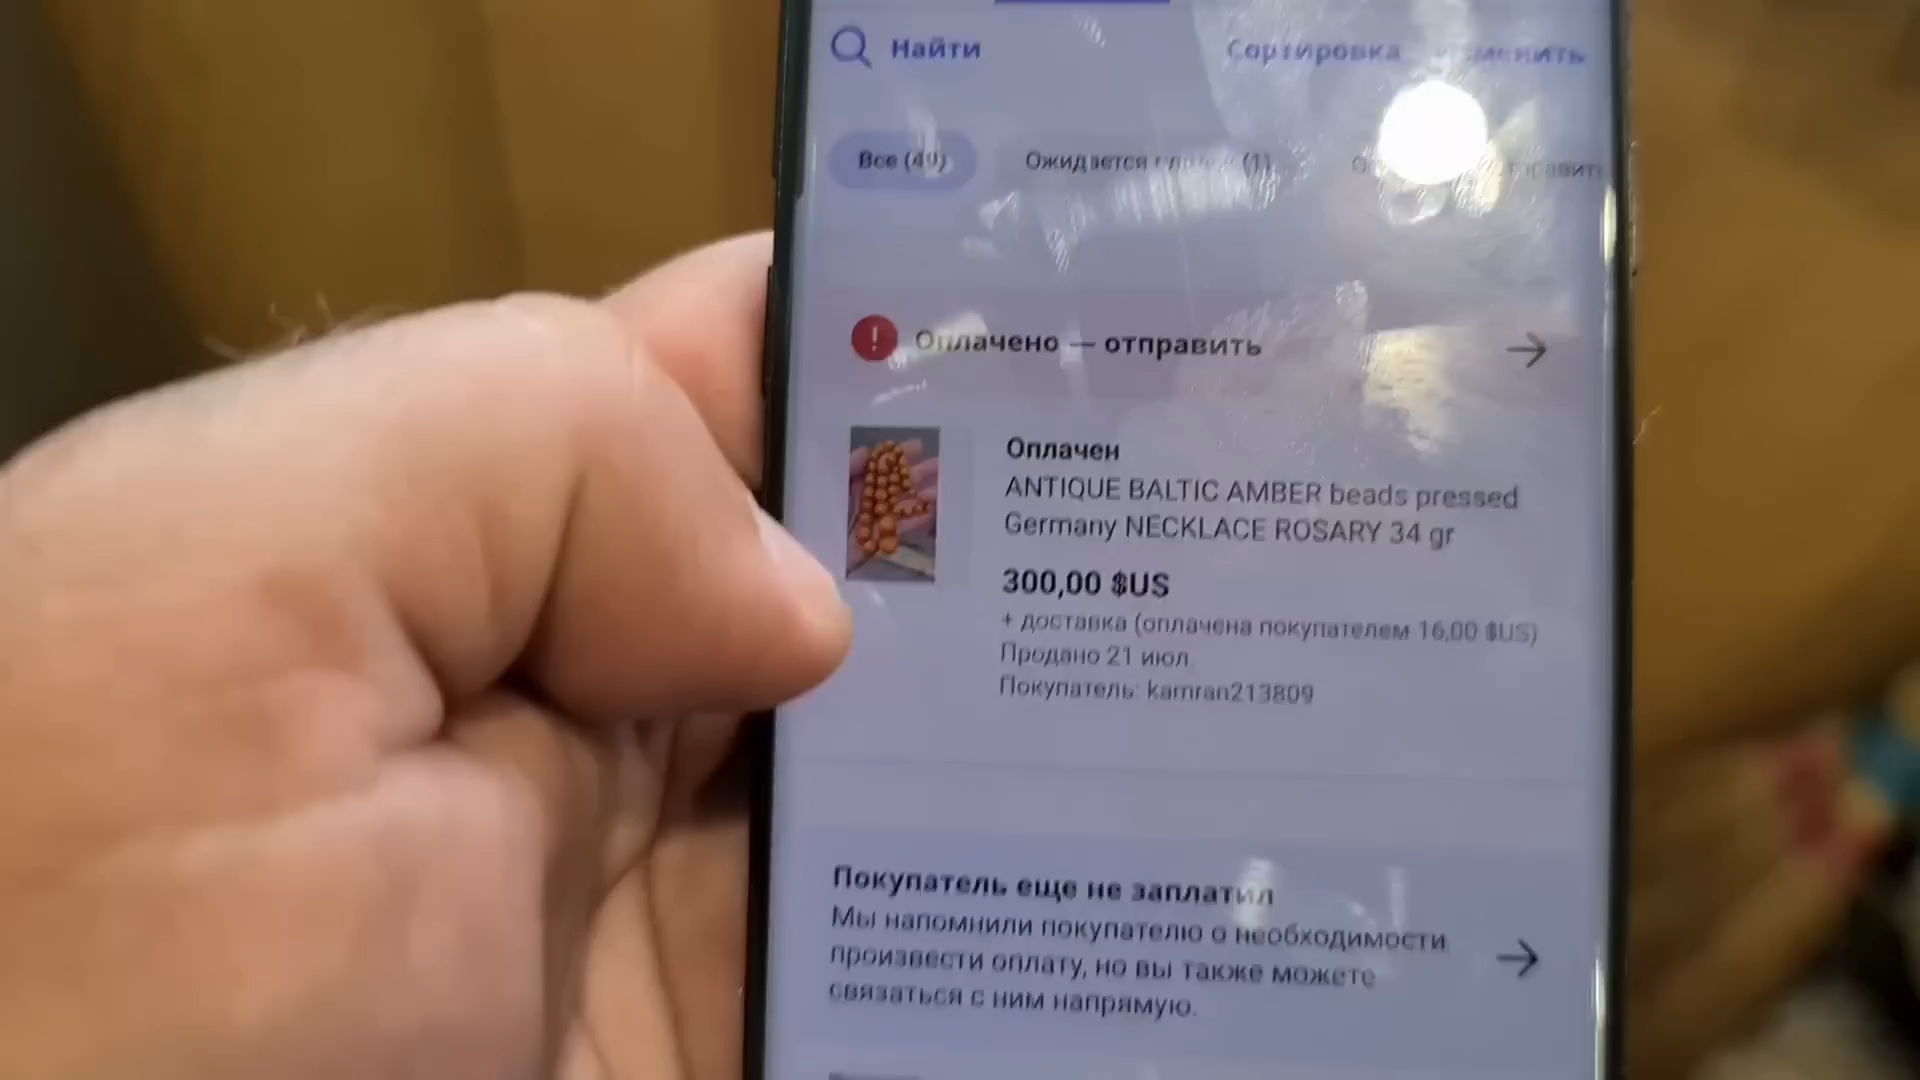 Найти
Сортировка
Все (49)
Ожидается (1)
Оплачено — отправить
Оплачен
ANTIQUE BALTIC AMBER beads pressed
Germany NECKLACE ROSARY 34 gr
300,00 $US
+ доставка (оплачена покупателем 16,00 $US)
Продано 21 июл.
Покупатель: kamran213809
Покупатель еще не заплатил
Мы напомнили покупателю о необходимости
произвести оплату, но вы также можете
связаться с ним напрямую.